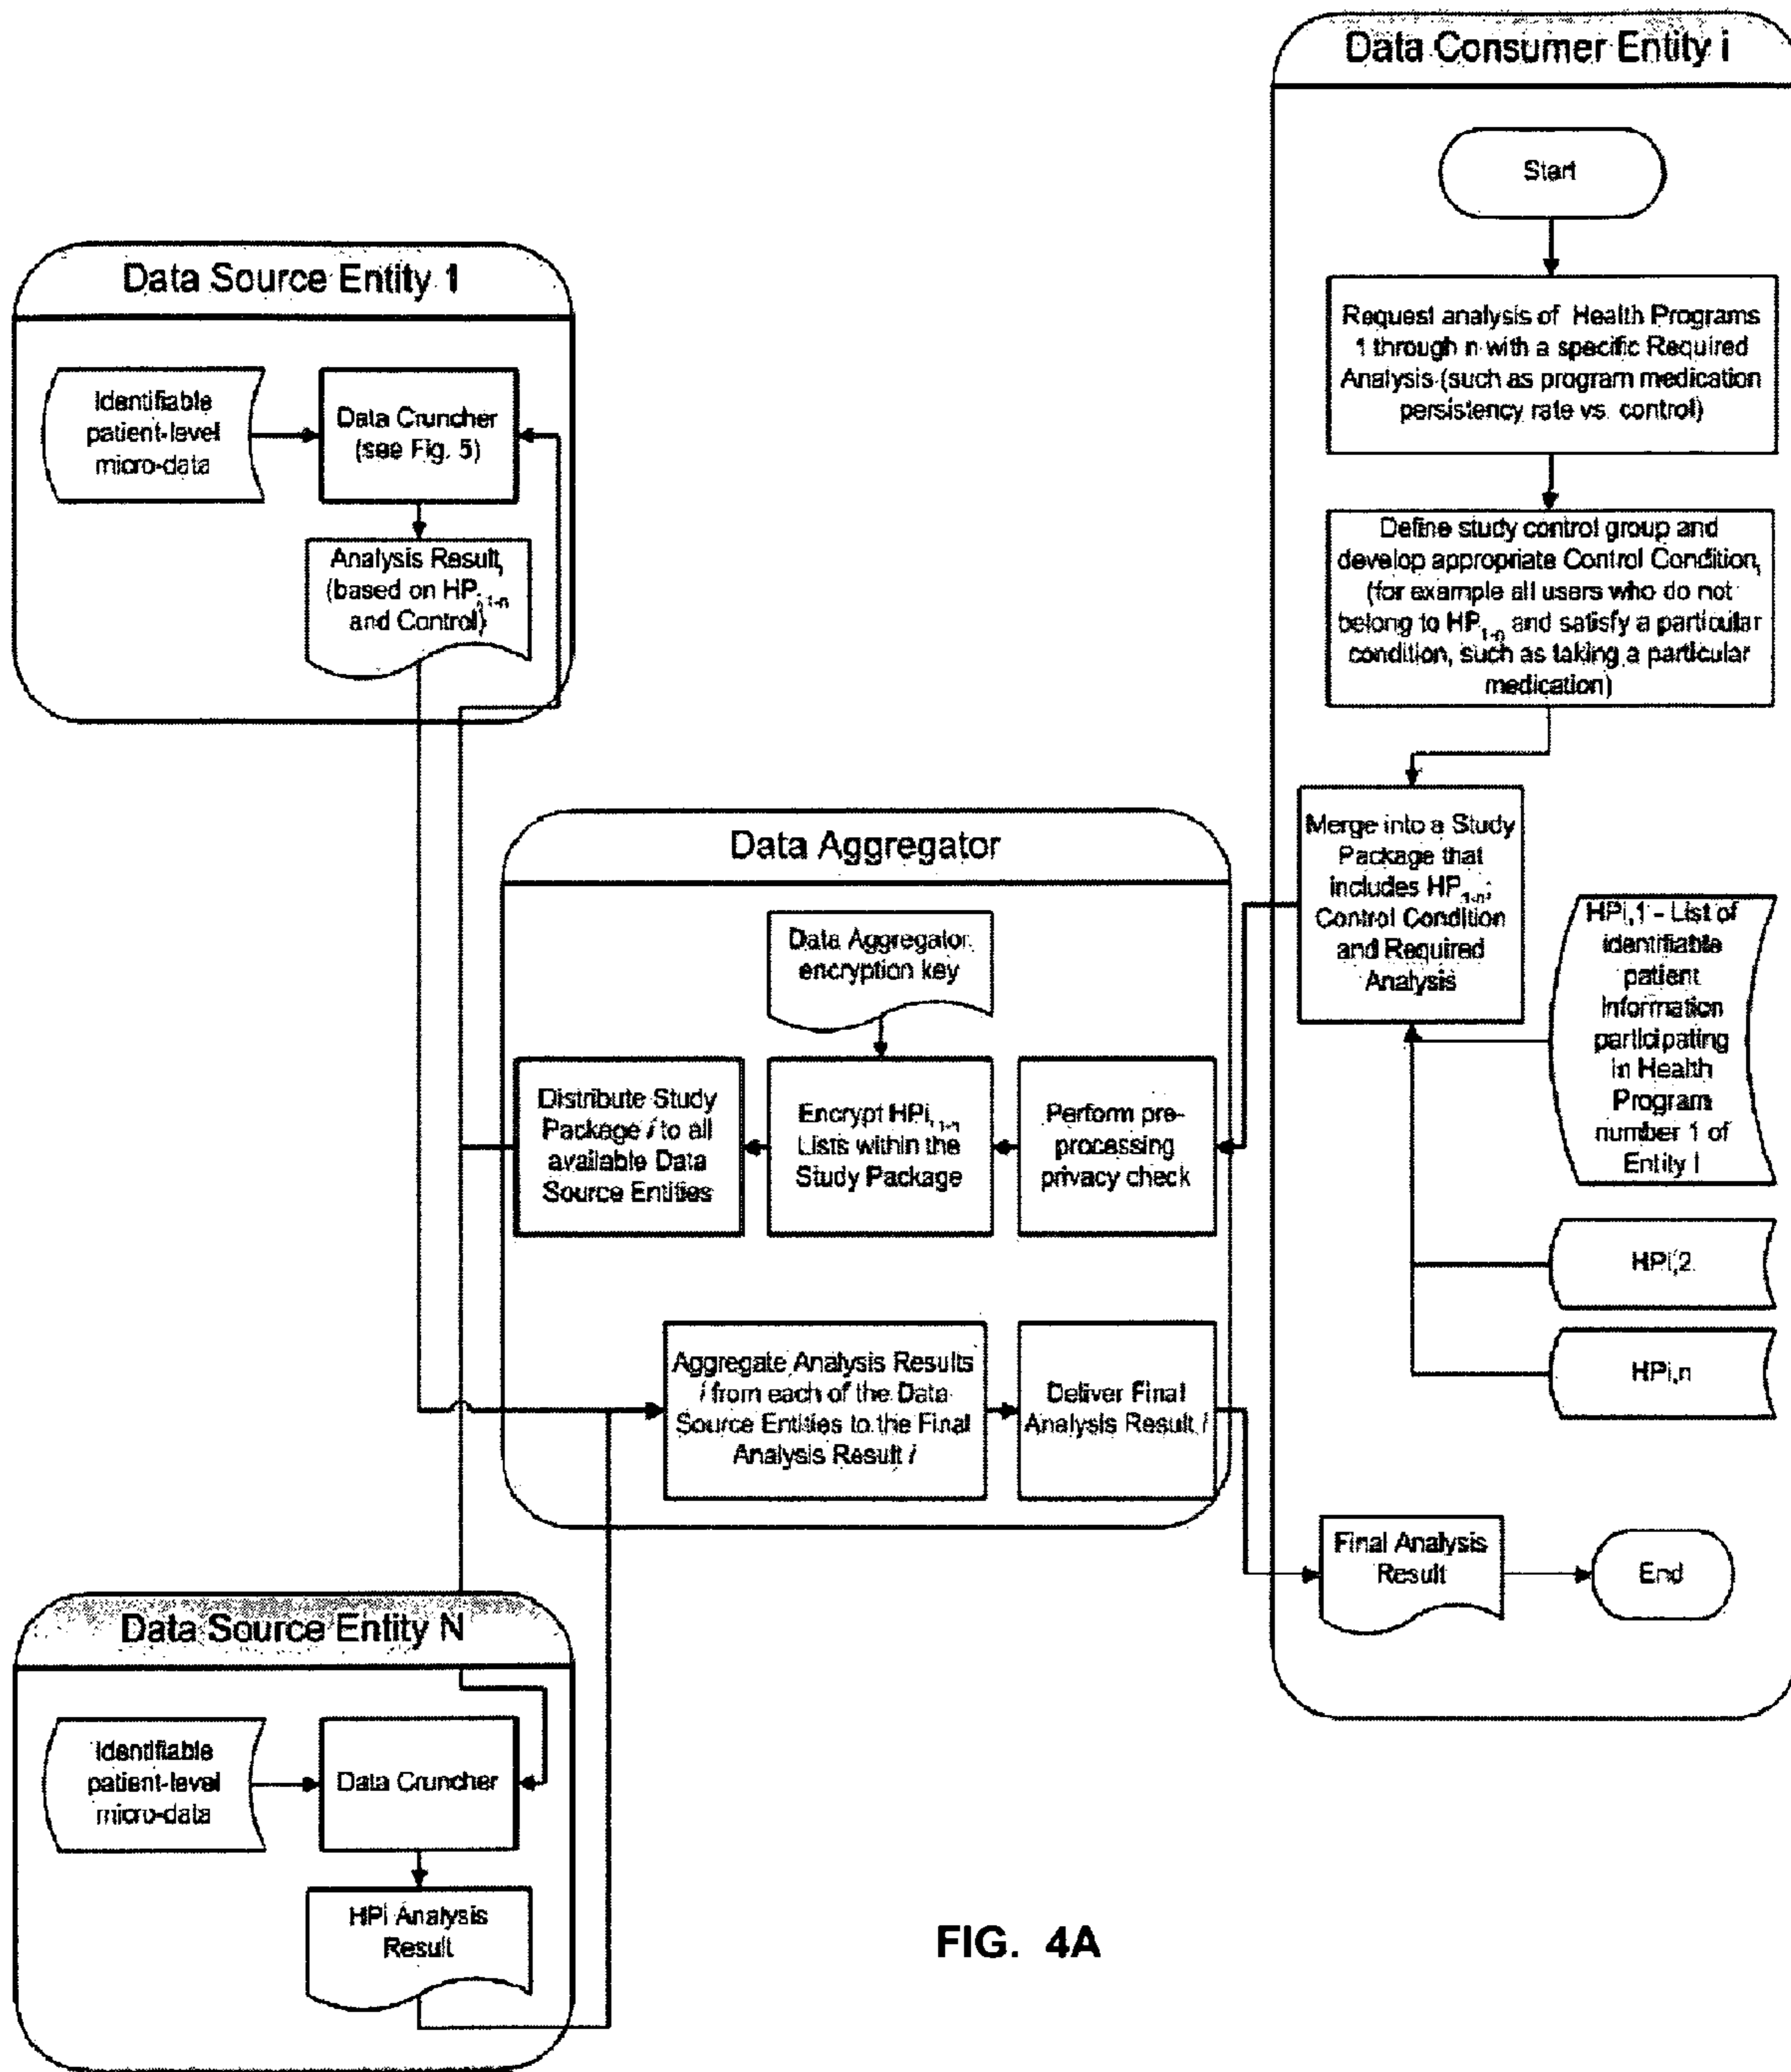 Data Consumer Entity i
Start
Request analysis of Health Programs
1 through n with a specific Required
Analysis (such as program medication
persistency rate vs. control)
Define study control group and
develop appropriate Control Condition,
(for example all users who do not
belong to HP1-n and satisfy a particular
condition, such as taking a particular
medication)
Merge into a Study
Package that
includes HP1-n,
Control Condition
and Required
Analysis
HPi,1 - List of
identifiable
patient
information
participating
in Health
Program
number 1 of
Entity i
HPi,2
HPi,n
Final Analysis
Result
End
Data Source Entity 1
Identifiable
patient-level
micro-data
Data Cruncher
(see Fig. 5)
Analysis Result,
(based on HPi,1-n
and Control)
Data Aggregator
Data Aggregator
encryption key
Distribute Study
Package i to all
available Data
Source Entities
Encrypt HPi,1-n
Lists within the
Study Package
Perform pre-
processing
privacy check
Aggregate Analysis Results
i from each of the Data
Source Entities to the Final
Analysis Result i
Deliver Final
Analysis Result i
Data Source Entity N
Identifiable
patient-level
micro-data
Data Cruncher
HPi Analysis
Result
FIG. 4A